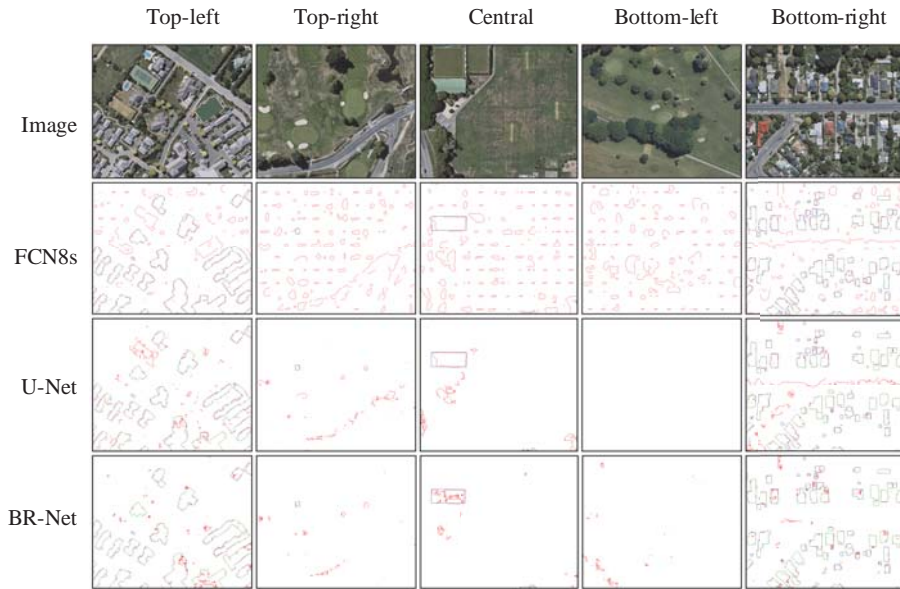 Top-left Top-right Central Bottom-left Bottom-right
Image
FCN8s
U-Net
BR-Net